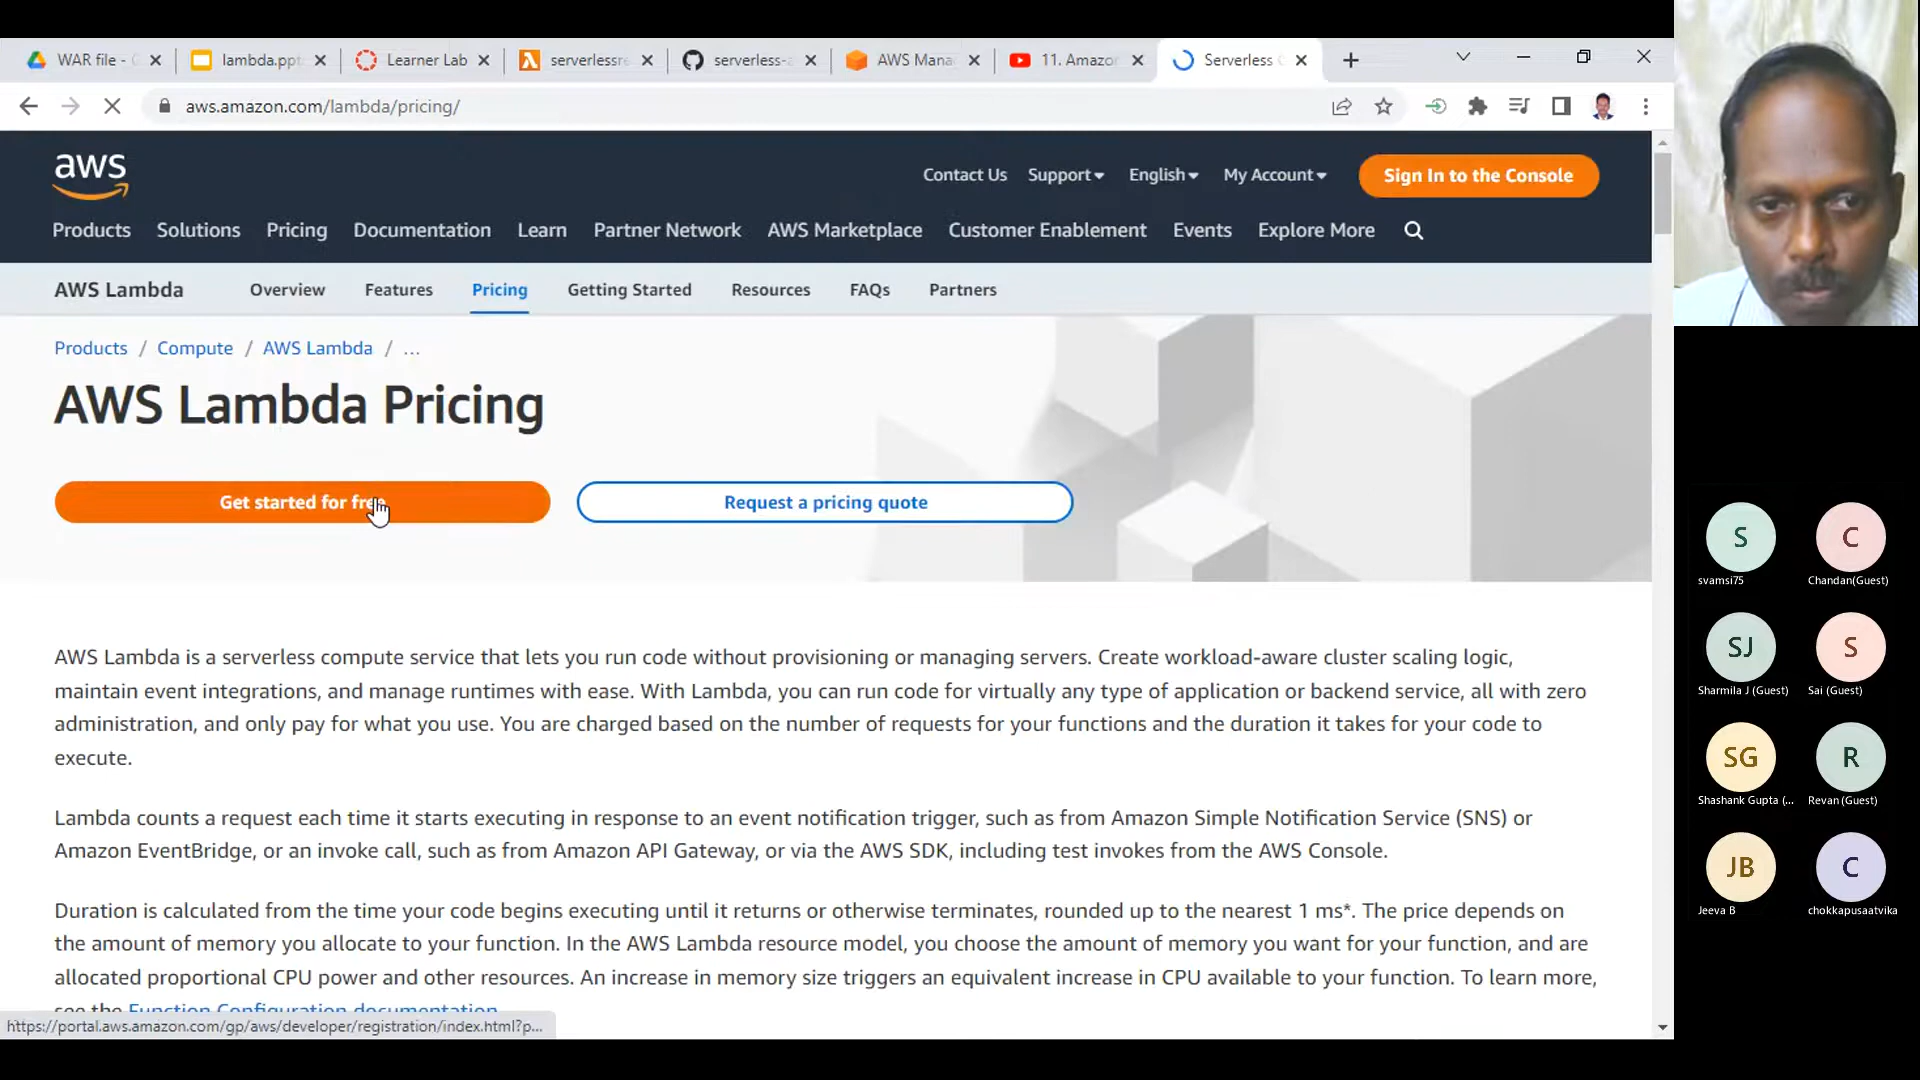 WAR file - G
lambda.ppt
Learner Lab
serverlessre
serverless-a
AWS Mana
11. Amazon
Serverless C
aws.amazon.com/lambda/pricing/
aws
Contact Us
Support
English
My Account
Sign In to the Console
Products
Solutions
Pricing
Documentation
Learn
Partner Network
AWS Marketplace
Customer Enablement
Events
Explore More
AWS Lambda
Overview
Features
Pricing
Getting Started
Resources
FAQs
Partners
Products / Compute / AWS Lambda / ...
AWS Lambda Pricing
Get started for free
Request a pricing quote
AWS Lambda is a serverless compute service that lets you run code without provisioning or managing servers. Create workload-aware cluster scaling logic,
maintain event integrations, and manage runtimes with ease. With Lambda, you can run code for virtually any type of application or backend service, all with zero
administration, and only pay for what you use. You are charged based on the number of requests for your functions and the duration it takes for your code to
execute.
Lambda counts a request each time it starts executing in response to an event notification trigger, such as from Amazon Simple Notification Service (SNS) or
Amazon EventBridge, or an invoke call, such as from Amazon API Gateway, or via the AWS SDK, including test invokes from the AWS Console.
Duration is calculated from the time your code begins executing until it returns or otherwise terminates, rounded up to the nearest 1 ms*. The price depends on
the amount of memory you allocate to your function. In the AWS Lambda resource model, you choose the amount of memory you want for your function, and are
allocated proportional CPU power and other resources. An increase in memory size triggers an equivalent increase in CPU available to your function. To learn more,
see the Function Configuration documentation.
https://portal.aws.amazon.com/gp/aws/developer/registration/index.html?p...
S
svamsi75
C
Chandan(Guest)
SJ
Sharmila J (Guest)
S
Sai (Guest)
SG
Shashank Gupta (...
R
Revan (Guest)
JB
Jeeva B
C
chokkapusaatvika